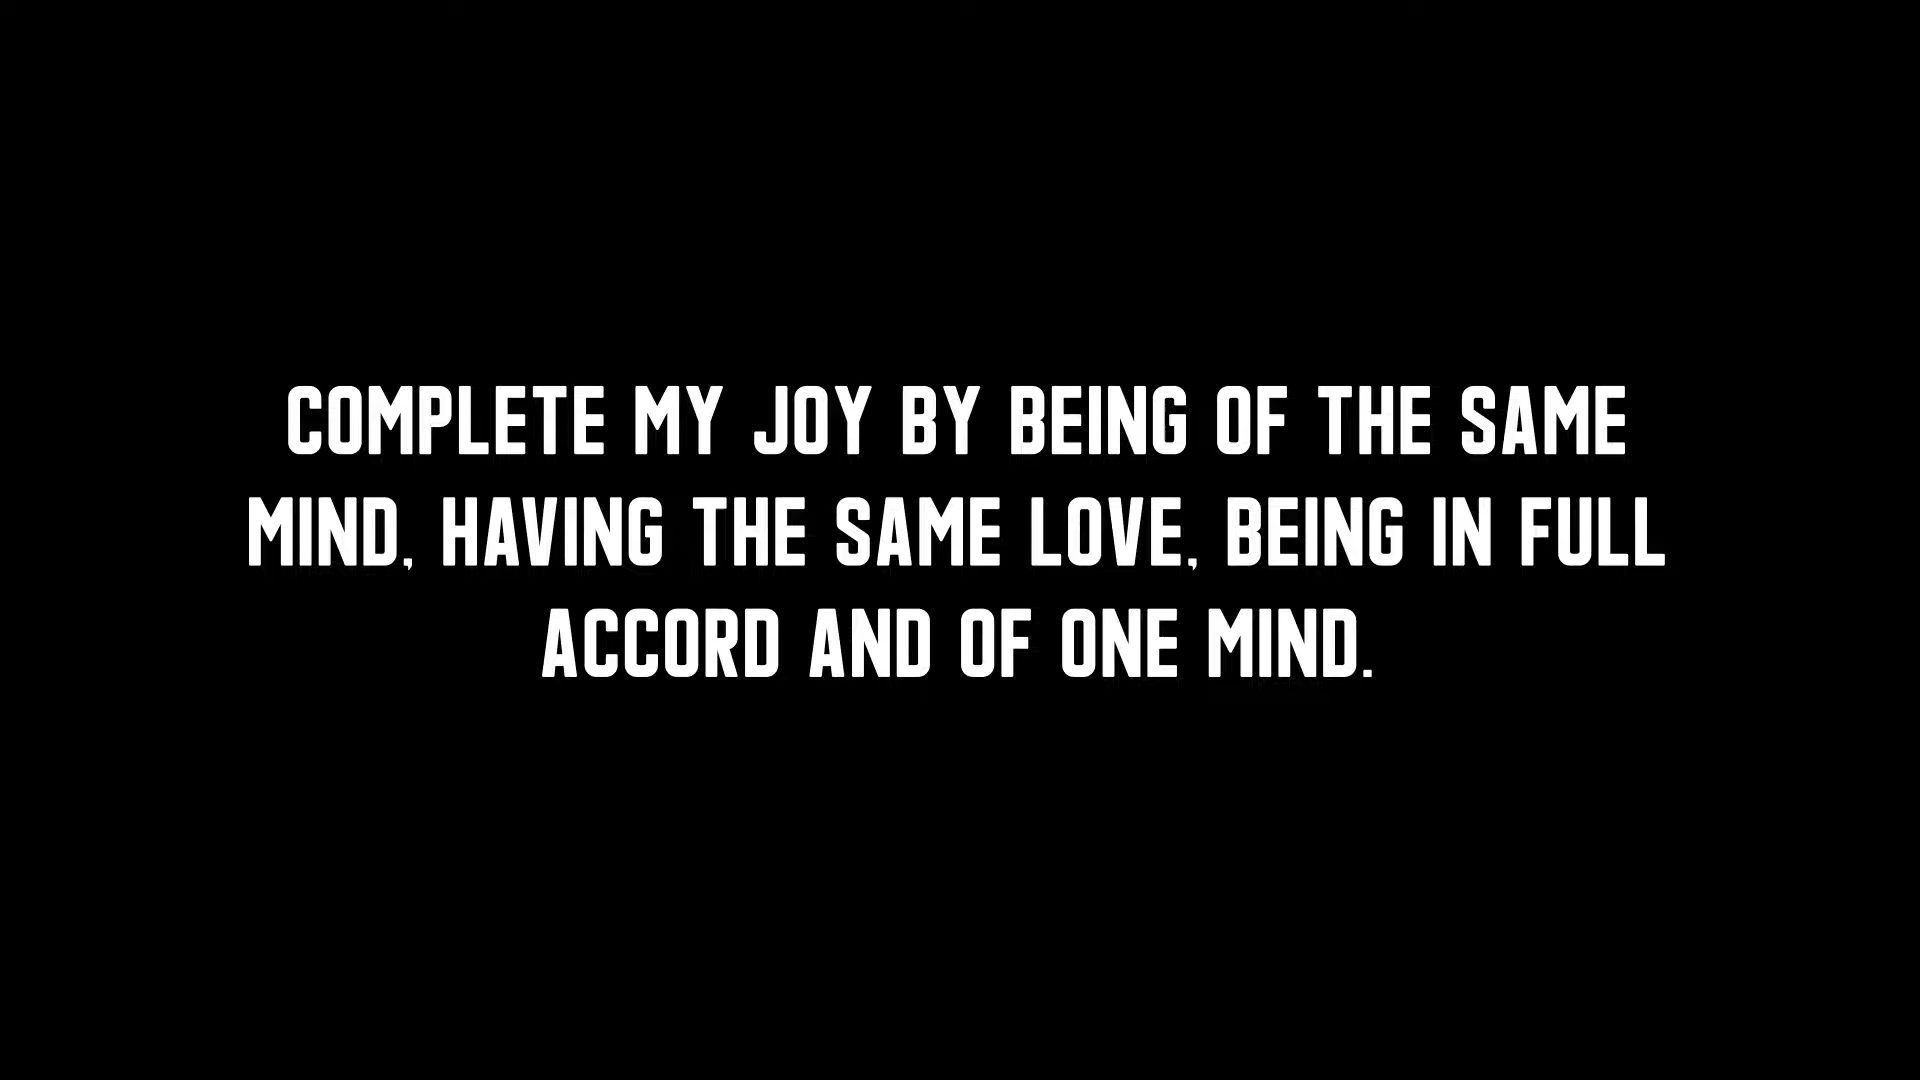 COMPLETE MY JOY BY BEING OF THE SAME
MIND, HAVING THE SAME LOVE, BEING IN FULL
ACCORD AND OF ONE MIND.